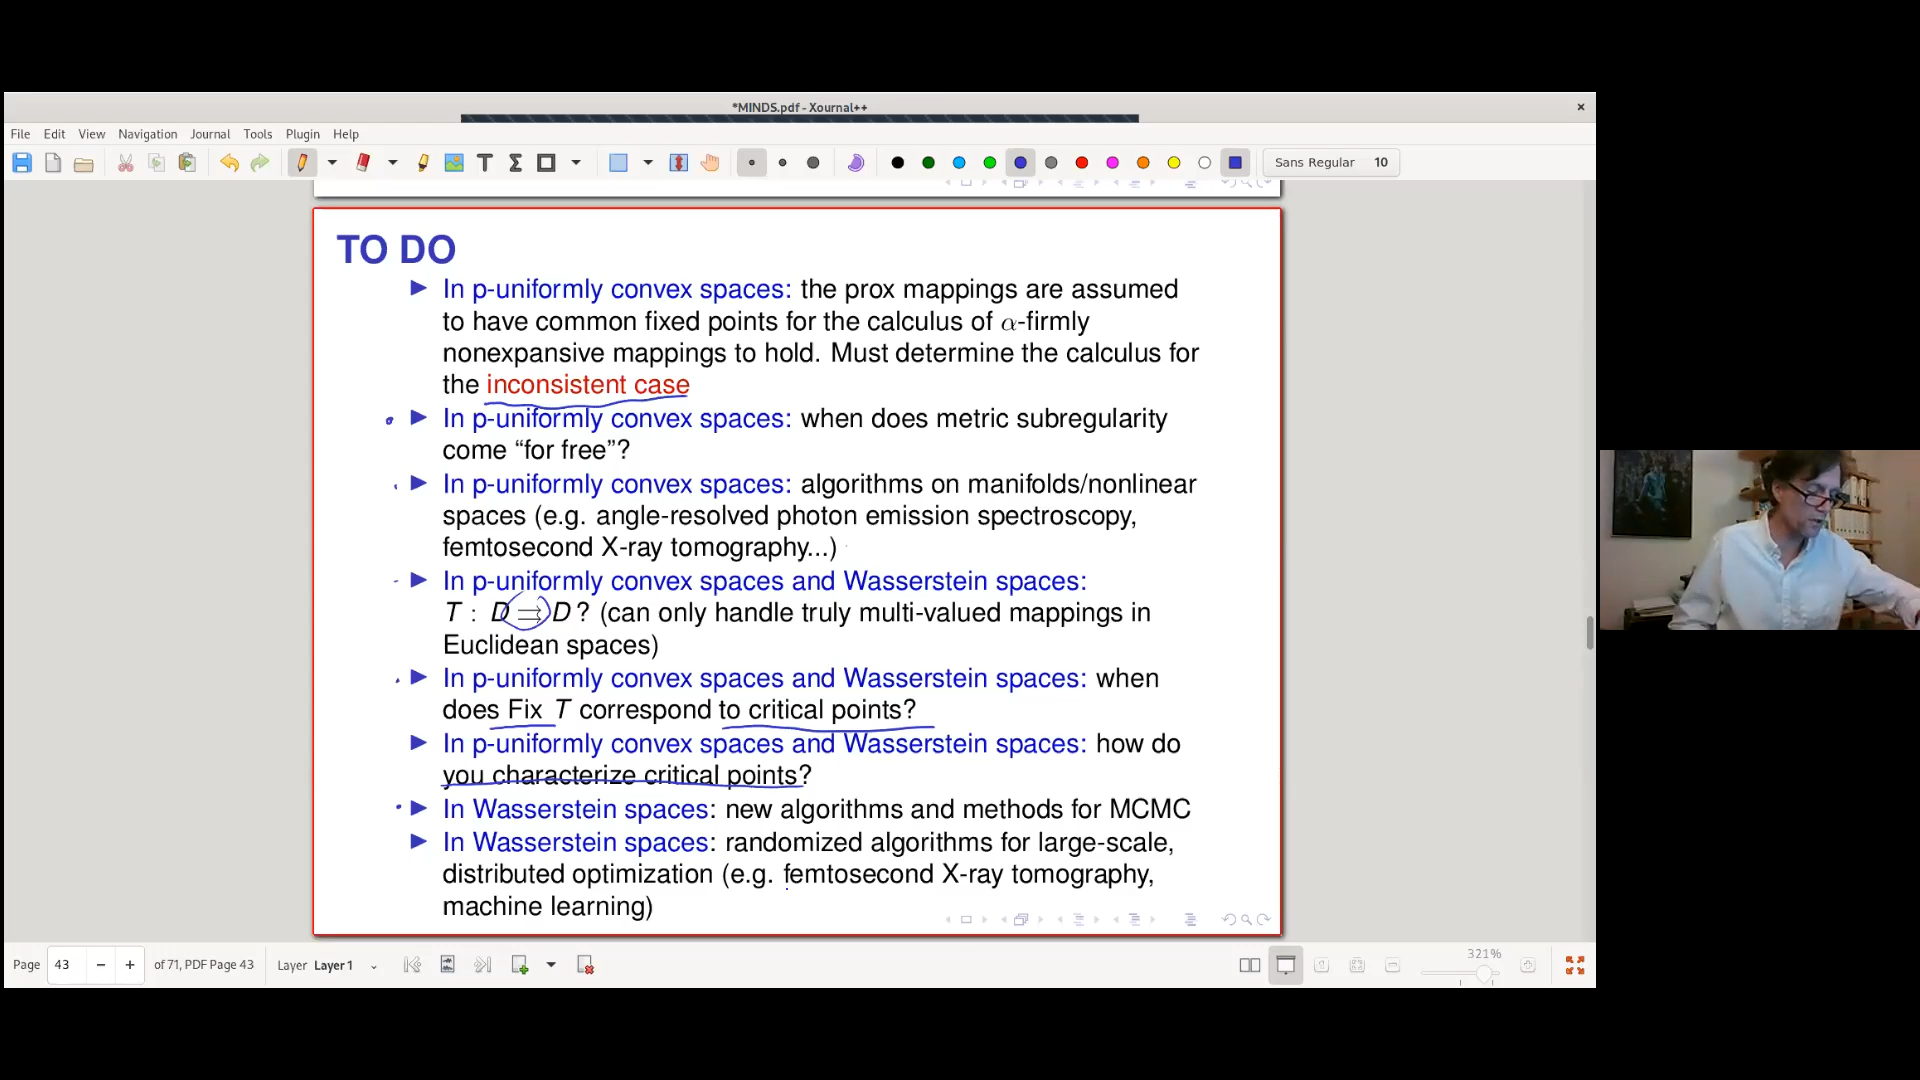 *MINDS.pdf - Xournal++
×
File Edit View Navigation Journal Tools Plugin Help
Sans Regular 10
TO DO
▶ In p-uniformly convex spaces: the prox mappings are assumed
to have common fixed points for the calculus of α-firmly
nonexpansive mappings to hold. Must determine the calculus for
the inconsistent case
▶ In p-uniformly convex spaces: when does metric subregularity
come “for free”?
▶ In p-uniformly convex spaces: algorithms on manifolds/nonlinear
spaces (e.g. angle-resolved photon emission spectroscopy,
femtosecond X-ray tomography...)
▶ In p-uniformly convex spaces and Wasserstein spaces:
T : D ⇉ D? (can only handle truly multi-valued mappings in
Euclidean spaces)
▶ In p-uniformly convex spaces and Wasserstein spaces: when
does Fix T correspond to critical points?
▶ In p-uniformly convex spaces and Wasserstein spaces: how do
you characterize critical points?
▶ In Wasserstein spaces: new algorithms and methods for MCMC
▶ In Wasserstein spaces: randomized algorithms for large-scale,
distributed optimization (e.g. femtosecond X-ray tomography,
machine learning)
Page 43 − + of 71, PDF Page 43 Layer Layer 1 321%